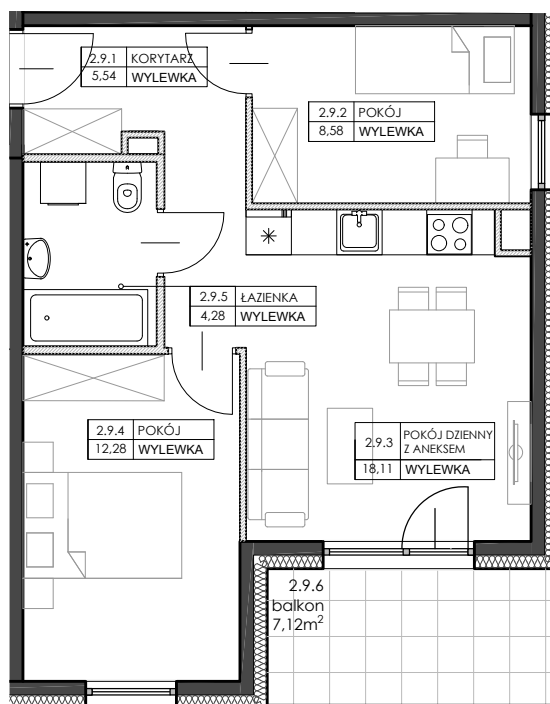 2.9.1 KORYTARZ
5,54 WYLEWKA
2.9.2 POKÓJ
8,58 WYLEWKA
2.9.5 ŁAZIENKA
4,28 WYLEWKA
2.9.4 POKÓJ
12,28 WYLEWKA
2.9.3 POKÓJ DZIENNY
Z ANEKSEM
18,11 WYLEWKA
2.9.6
balkon
7,12m²